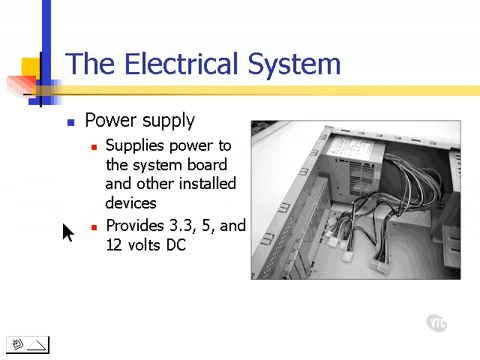 The Electrical System
Power supply
Supplies power to
the system board
and other installed
devices
Provides 3.3, 5, and
12 volts DC
VTC